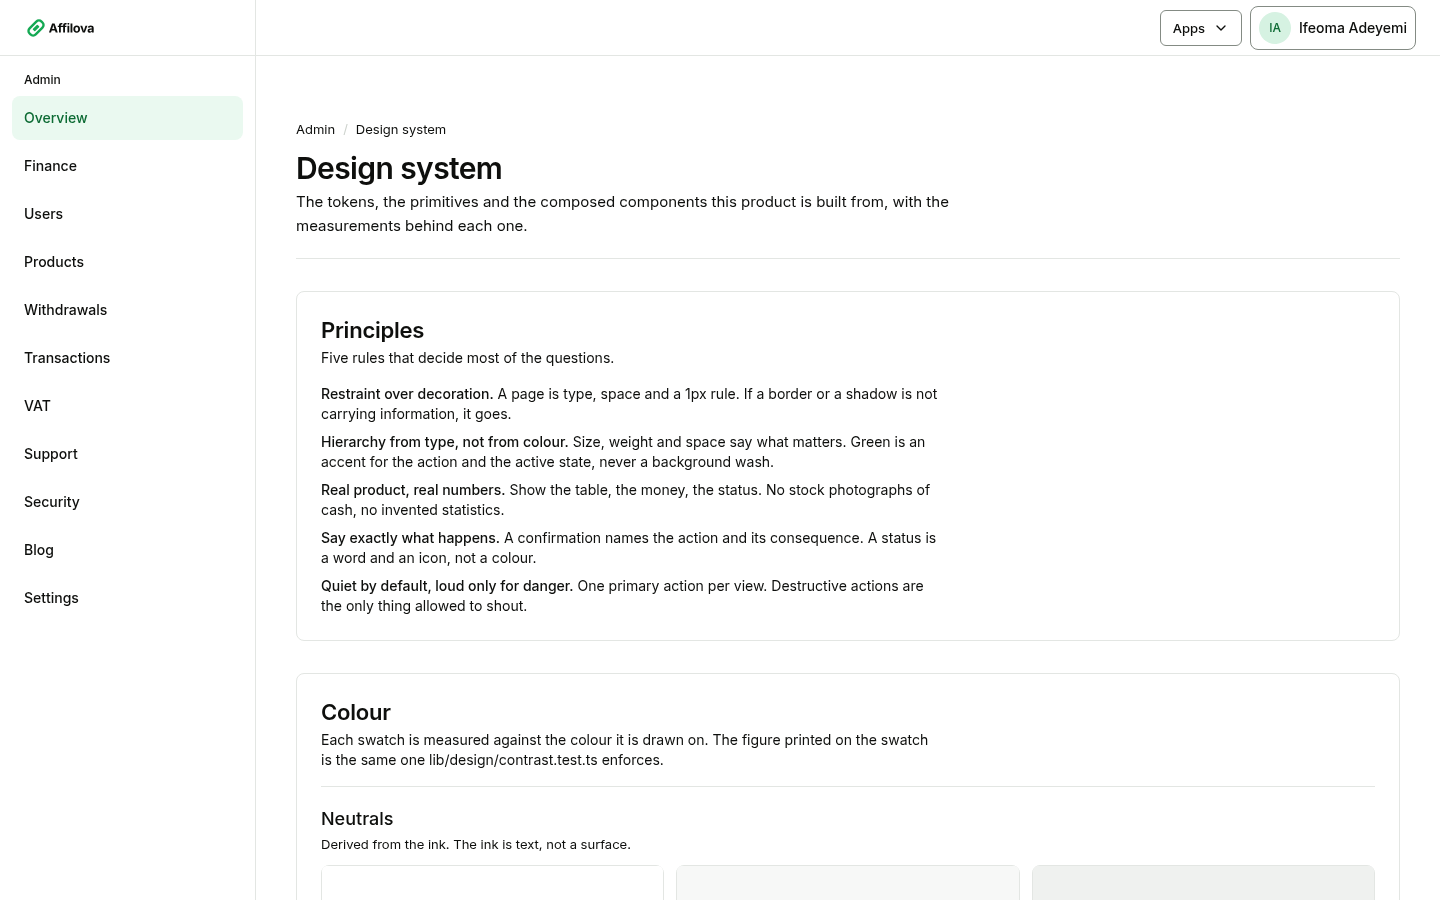 Affilova
Apps
IA
Ifeoma Adeyemi
Admin
Overview
Finance
Users
Products
Withdrawals
Transactions
VAT
Support
Security
Blog
Settings
Admin / Design system
Design system
The tokens, the primitives and the composed components this product is built from, with the
measurements behind each one.
Principles
Five rules that decide most of the questions.
Restraint over decoration. A page is type, space and a 1px rule. If a border or a shadow is not
carrying information, it goes.
Hierarchy from type, not from colour. Size, weight and space say what matters. Green is an
accent for the action and the active state, never a background wash.
Real product, real numbers. Show the table, the money, the status. No stock photographs of
cash, no invented statistics.
Say exactly what happens. A confirmation names the action and its consequence. A status is
a word and an icon, not a colour.
Quiet by default, loud only for danger. One primary action per view. Destructive actions are
the only thing allowed to shout.
Colour
Each swatch is measured against the colour it is drawn on. The figure printed on the swatch
is the same one lib/design/contrast.test.ts enforces.
Neutrals
Derived from the ink. The ink is text, not a surface.